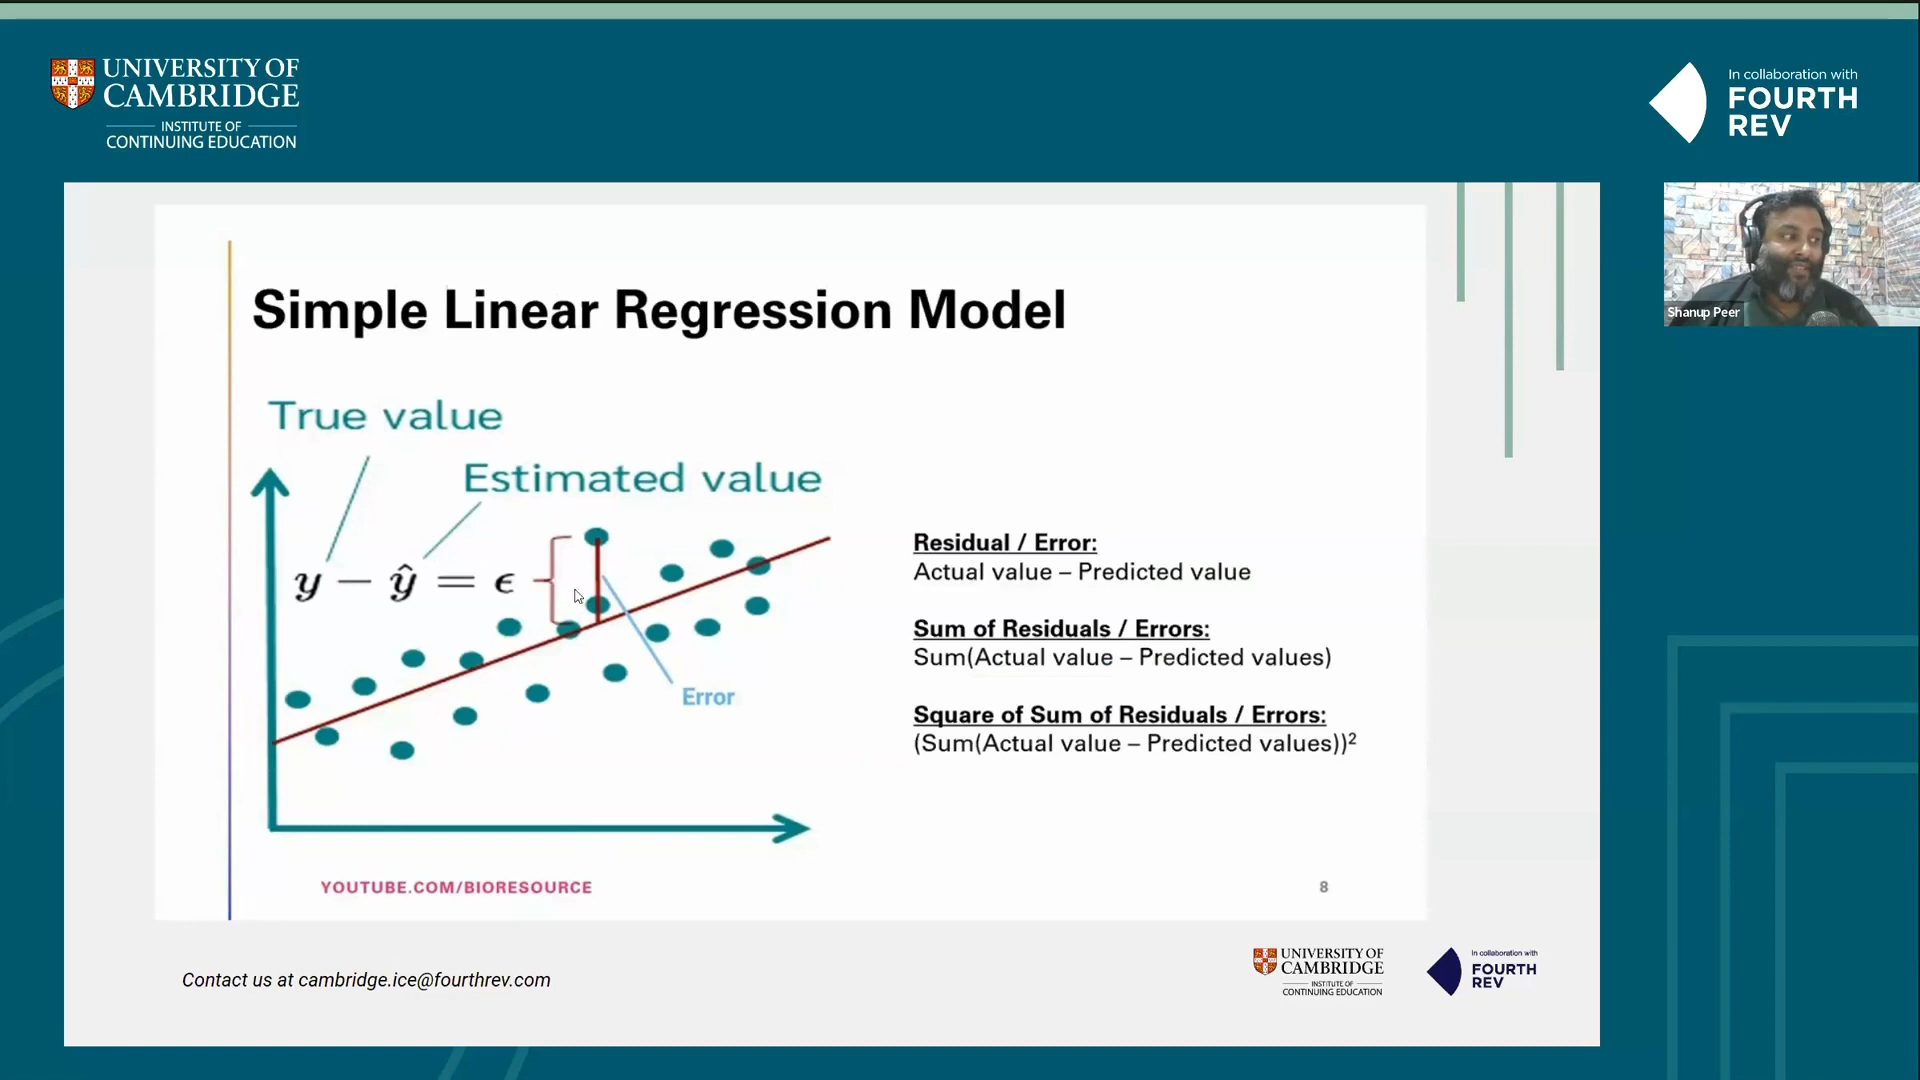 UNIVERSITY OF
CAMBRIDGE
INSTITUTE OF
CONTINUING EDUCATION
In collaboration with
FOURTH
REV
Shanup Peer
Simple Linear Regression Model
True value
Estimated value
y − ŷ = ϵ
Error
Residual / Error:
Actual value – Predicted value
Sum of Residuals / Errors:
Sum(Actual value – Predicted values)
Square of Sum of Residuals / Errors:
(Sum(Actual value – Predicted values))²
YOUTUBE.COM/BIORESOURCE
8
Contact us at cambridge.ice@fourthrev.com
UNIVERSITY OF
CAMBRIDGE
INSTITUTE OF
CONTINUING EDUCATION
In collaboration with
FOURTH
REV